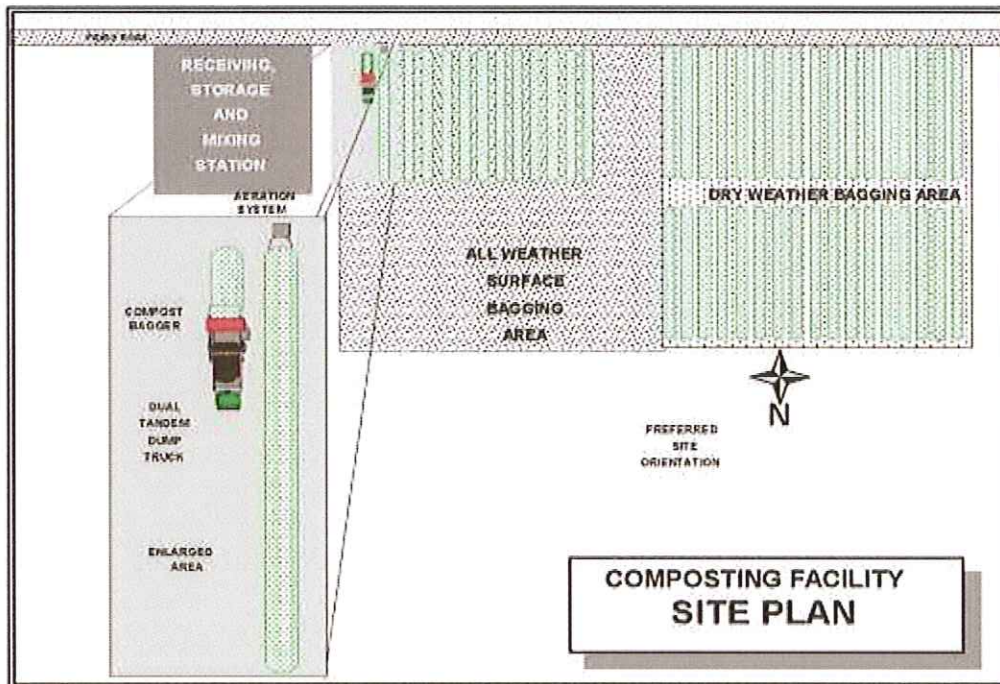 RECEIVING,
STORAGE
AND
MIXING
STATION
AERATION
SYSTEM
DRY WEATHER BAGGING AREA
ALL WEATHER
SURFACE
BAGGING
AREA
COMPOST
BAGGER
DUAL
TANDEM
DUMP
TRUCK
N
PREFERRED
SITE
ORIENTATION
ENLARGED
AREA
COMPOSTING FACILITY
SITE PLAN